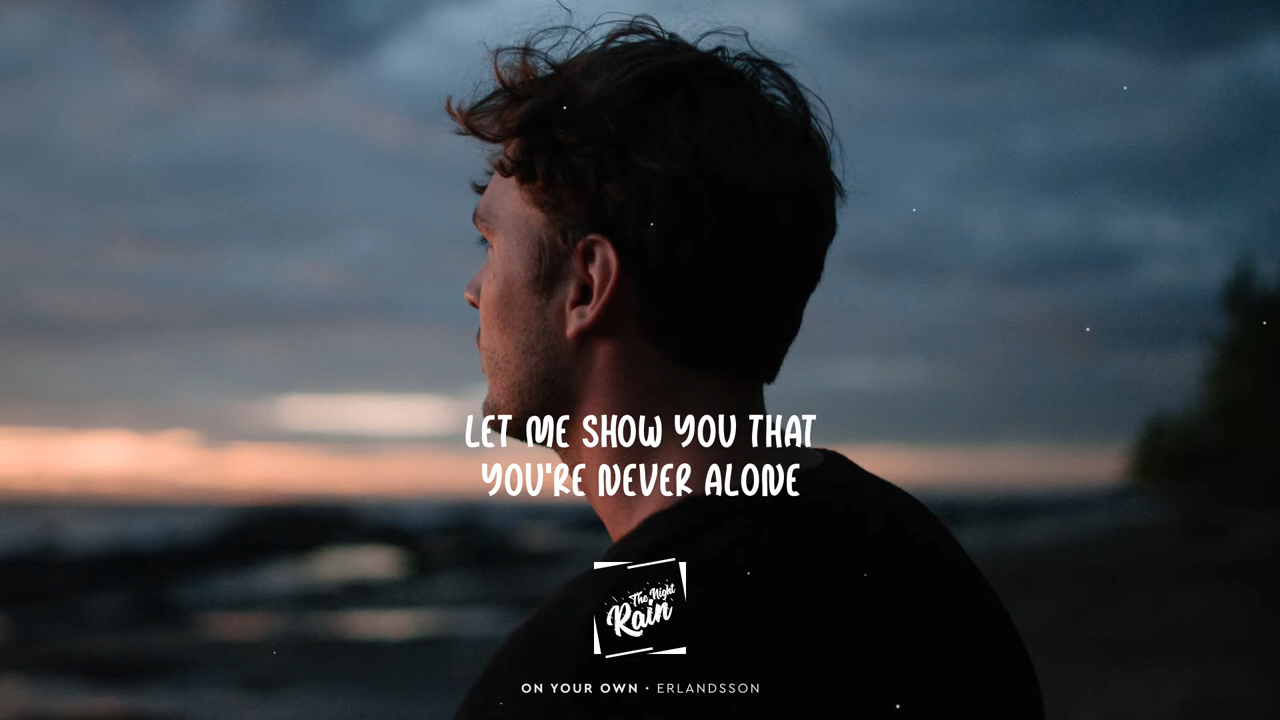 LET ME SHOW YOU THAT
YOU'RE NEVER ALONE
The Night
Rain
ON YOUR OWN • ERLANDSSON